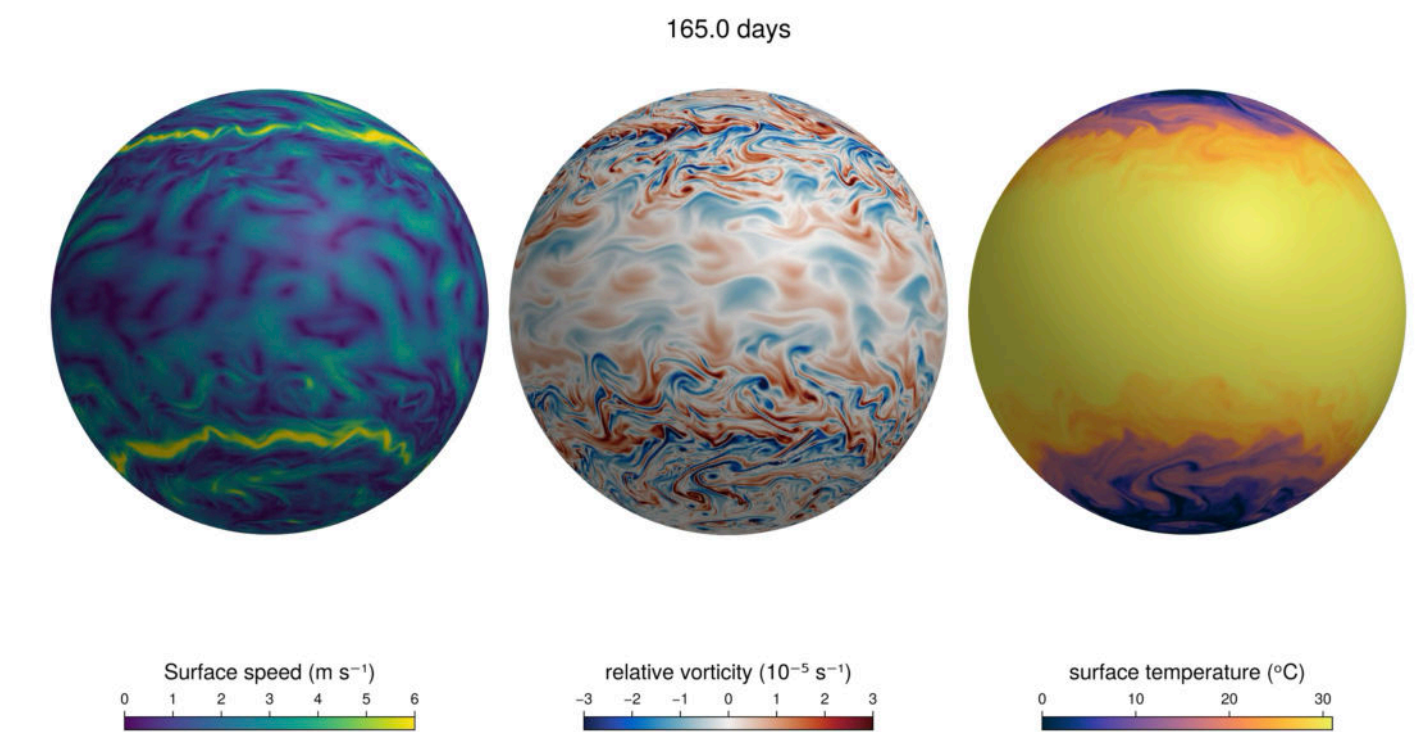 165.0 days
Surface speed (m s⁻¹)
0 1 2 3 4 5 6
relative vorticity (10⁻⁵ s⁻¹)
−3 −2 −1 0 1 2 3
surface temperature (°C)
0 10 20 30